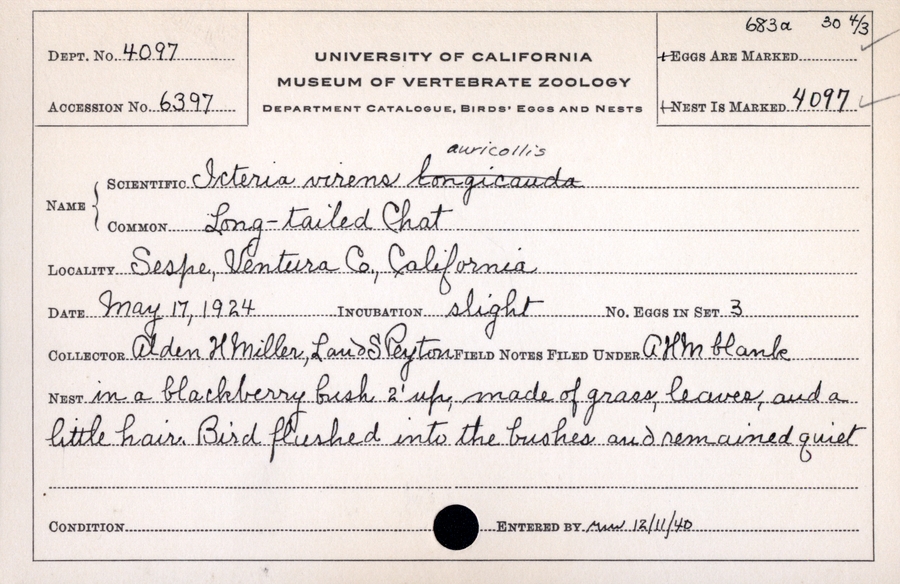 683a 30 4/3
Dept. No. 4097
UNIVERSITY OF CALIFORNIA
Eggs Are Marked
MUSEUM OF VERTEBRATE ZOOLOGY
Accession No. 6397
Department Catalogue, Birds' Eggs and Nests
Nest Is Marked 4097
auricollis
Name
Scientific Icteria virens longicauda
Common Long-tailed Chat
Locality Sespe, Ventura Co., California
Date May 17, 1924 Incubation slight No. Eggs in Set 3
Collector Alden H Miller, L and S Peyton Field Notes Filed Under AHM blank
Nest in a blackberry bush 2' up, made of grass, leaves, and a
little hair. Bird flushed into the bushes and remained quiet
Condition Entered by 12/11/40